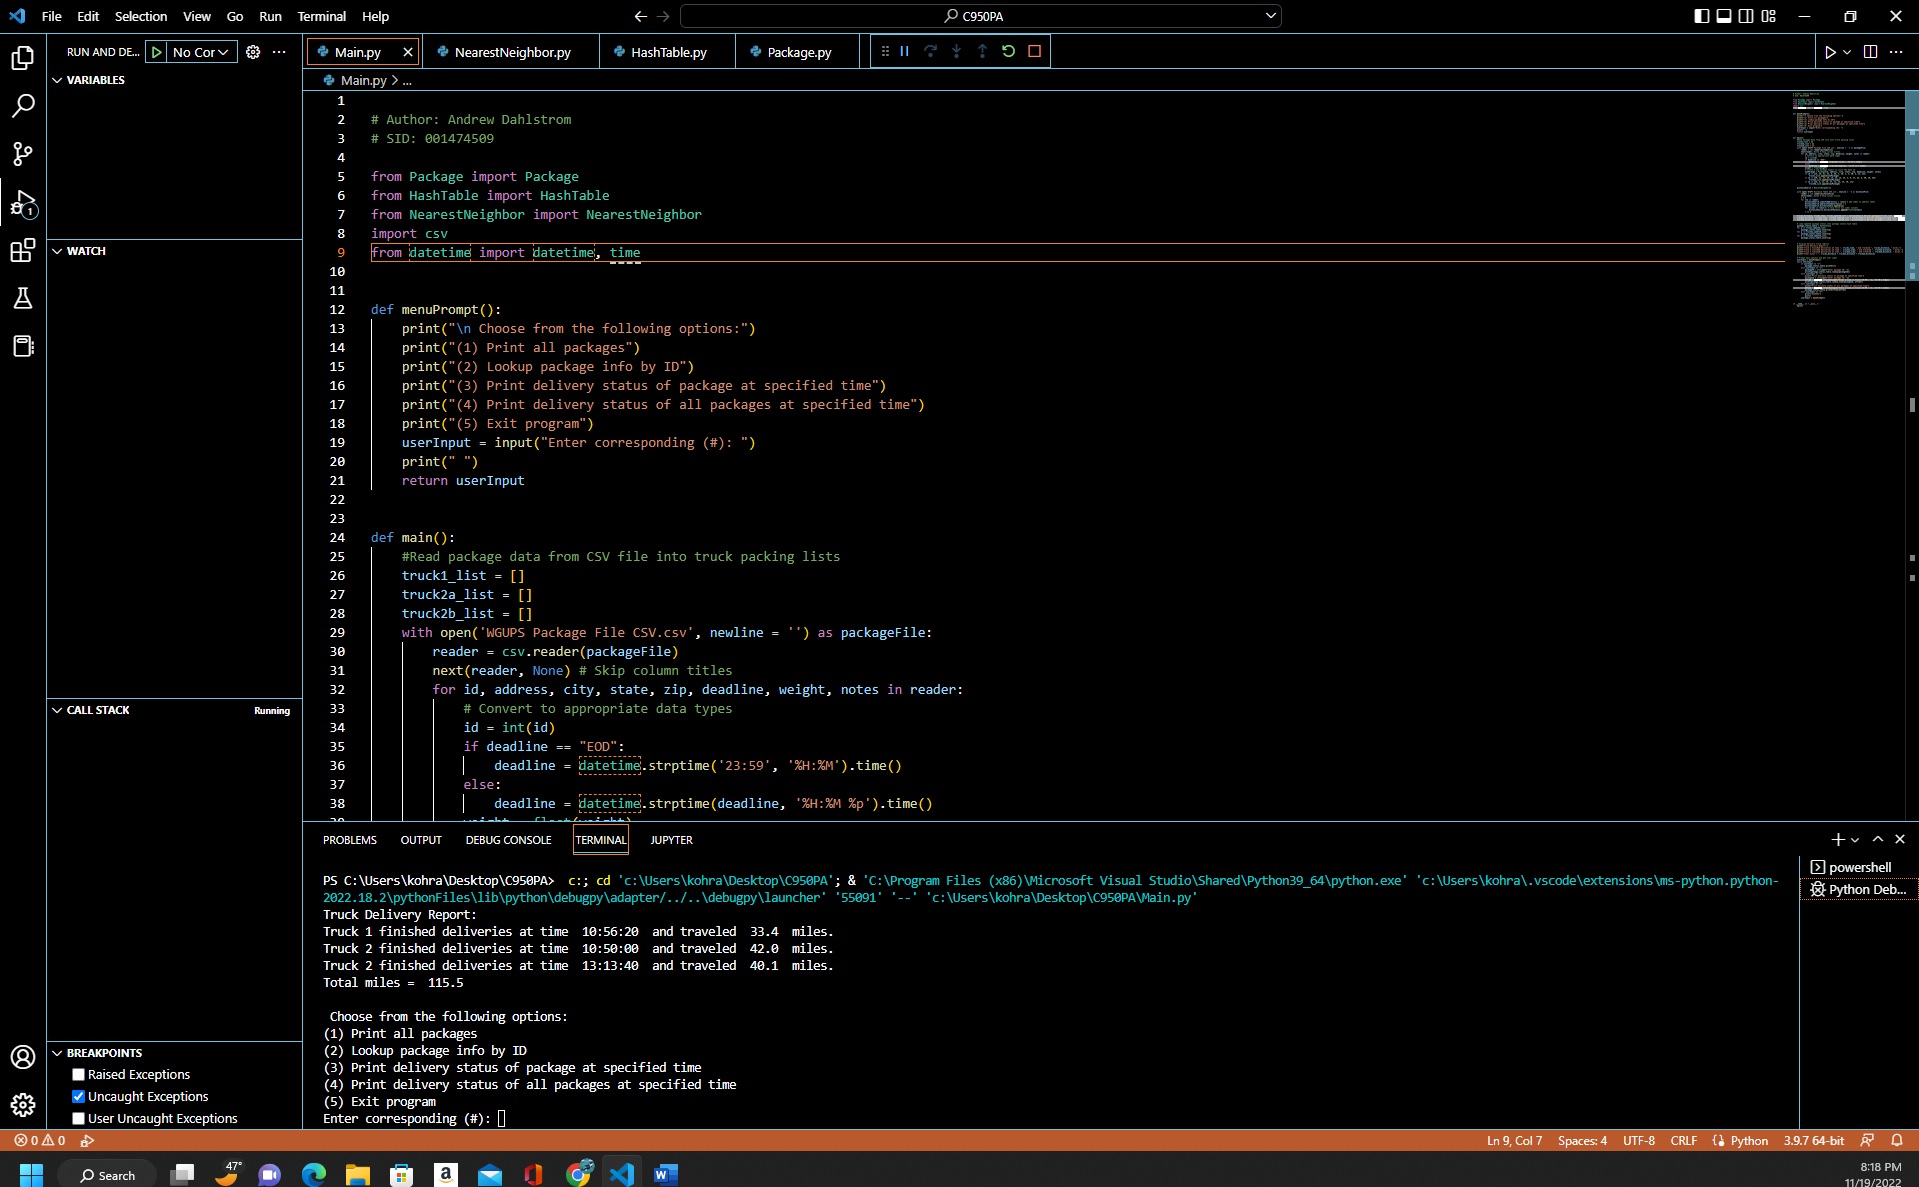 File Edit Selection View Go Run Terminal Help
C950PA
RUN AND DE... No Cor
Main.py NearestNeighbor.py HashTable.py Package.py
Main.py > ...
VARIABLES
WATCH
CALL STACK Running
BREAKPOINTS
Raised Exceptions
Uncaught Exceptions
User Uncaught Exceptions
1
1
2 # Author: Andrew Dahlstrom
3 # SID: 001474509
4
5 from Package import Package
6 from HashTable import HashTable
7 from NearestNeighbor import NearestNeighbor
8 import csv
9 from datetime import datetime, time
10
11
12 def menuPrompt():
13 print("\n Choose from the following options:")
14 print("(1) Print all packages")
15 print("(2) Lookup package info by ID")
16 print("(3) Print delivery status of package at specified time")
17 print("(4) Print delivery status of all packages at specified time")
18 print("(5) Exit program")
19 userInput = input("Enter corresponding (#): ")
20 print(" ")
21 return userInput
22
23
24 def main():
25 #Read package data from CSV file into truck packing lists
26 truck1_list = []
27 truck2a_list = []
28 truck2b_list = []
29 with open('WGUPS Package File CSV.csv', newline = '') as packageFile:
30 reader = csv.reader(packageFile)
31 next(reader, None) # Skip column titles
32 for id, address, city, state, zip, deadline, weight, notes in reader:
33 # Convert to appropriate data types
34 id = int(id)
35 if deadline == "EOD":
36 deadline = datetime.strptime('23:59', '%H:%M').time()
37 else:
38 deadline = datetime.strptime(deadline, '%H:%M %p').time()
PROBLEMS OUTPUT DEBUG CONSOLE TERMINAL JUPYTER
powershell
Python Deb...
PS C:\Users\kohra\Desktop\C950PA> c:; cd 'c:\Users\kohra\Desktop\C950PA'; & 'C:\Program Files (x86)\Microsoft Visual Studio\Shared\Python39_64\python.exe' 'c:\Users\kohra\.vscode\extensions\ms-python.python-
2022.18.2\pythonFiles\lib\python\debugpy\adapter/../..\debugpy\launcher' '55091' '--' 'c:\Users\kohra\Desktop\C950PA\Main.py'
Truck Delivery Report:
Truck 1 finished deliveries at time 10:56:20 and traveled 33.4 miles.
Truck 2 finished deliveries at time 10:50:00 and traveled 42.0 miles.
Truck 2 finished deliveries at time 13:13:40 and traveled 40.1 miles.
Total miles = 115.5
Choose from the following options:
(1) Print all packages
(2) Lookup package info by ID
(3) Print delivery status of package at specified time
(4) Print delivery status of all packages at specified time
(5) Exit program
Enter corresponding (#):
0 0 Ln 9, Col 7 Spaces: 4 UTF-8 CRLF Python 3.9.7 64-bit
Search 47° a W
8:18 PM
11/19/2022